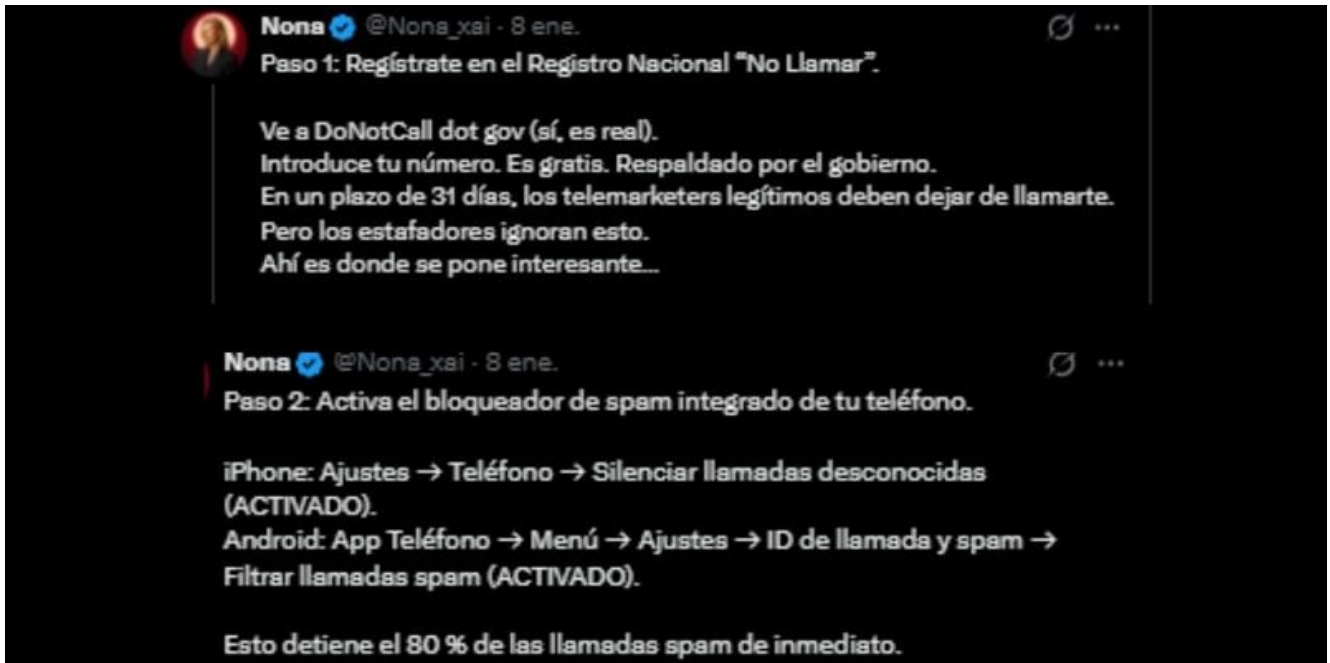 Nona @Nona_xai · 8 ene.
Paso 1: Regístrate en el Registro Nacional “No Llamar”.
Ve a DoNotCall dot gov (sí, es real).
Introduce tu número. Es gratis. Respaldado por el gobierno.
En un plazo de 31 días, los telemarketers legítimos deben dejar de llamarte.
Pero los estafadores ignoran esto.
Ahí es donde se pone interesante...
Nona @Nona_xai · 8 ene.
Paso 2: Activa el bloqueador de spam integrado de tu teléfono.
iPhone: Ajustes → Teléfono → Silenciar llamadas desconocidas
(ACTIVADO).
Android: App Teléfono → Menú → Ajustes → ID de llamada y spam →
Filtrar llamadas spam (ACTIVADO).
Esto detiene el 80 % de las llamadas spam de inmediato.